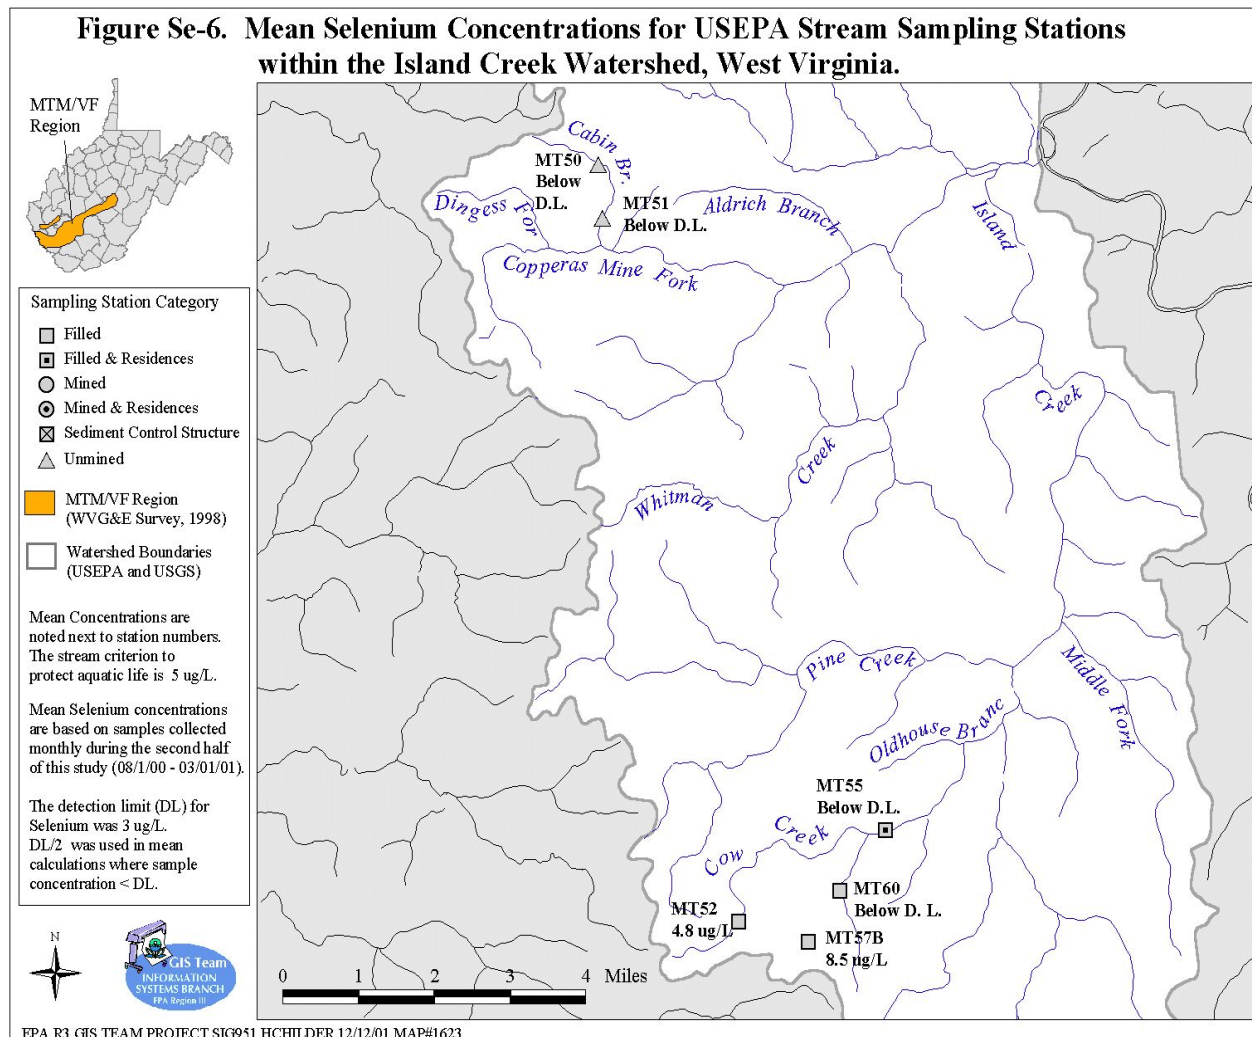 Figure Se-6. Mean Selenium Concentrations for USEPA Stream Sampling Stations
within the Island Creek Watershed, West Virginia.
MTM/VF
Region
Sampling Station Category
Filled
Filled & Residences
Mined
Mined & Residences
Sediment Control Structure
Unmined
MTM/VF Region
(WVG&E Survey, 1998)
Watershed Boundaries
(USEPA and USGS)
Mean Concentrations are
noted next to station numbers.
The stream criterion to
protect aquatic life is 5 ug/L.
Mean Selenium concentrations
are based on samples collected
monthly during the second half
of this study (08/1/00 - 03/01/01).
The detection limit (DL) for
Selenium was 3 ug/L.
DL/2 was used in mean
calculations where sample
concentration < DL.
N
GIS Team
INFORMATION
SYSTEMS BRANCH
EPA Region III
Cabin Br.
MT50
Below
D.L.
MT51
Below D.L.
Dingess For
Aldrich Branch
Copperas Mine Fork
Island
Creek
Whitman
Creek
Pine Creek
Middle Fork
Oldhouse Branc
MT55
Below D.L.
Cow Creek
MT60
Below D. L.
MT52
4.8 ug/L
MT57B
8.5 ug/L
0 1 2 3 4 Miles
EPA R3 GIS TEAM PROJECT SIG951 HCHILDER 12/12/01 MAP#1623